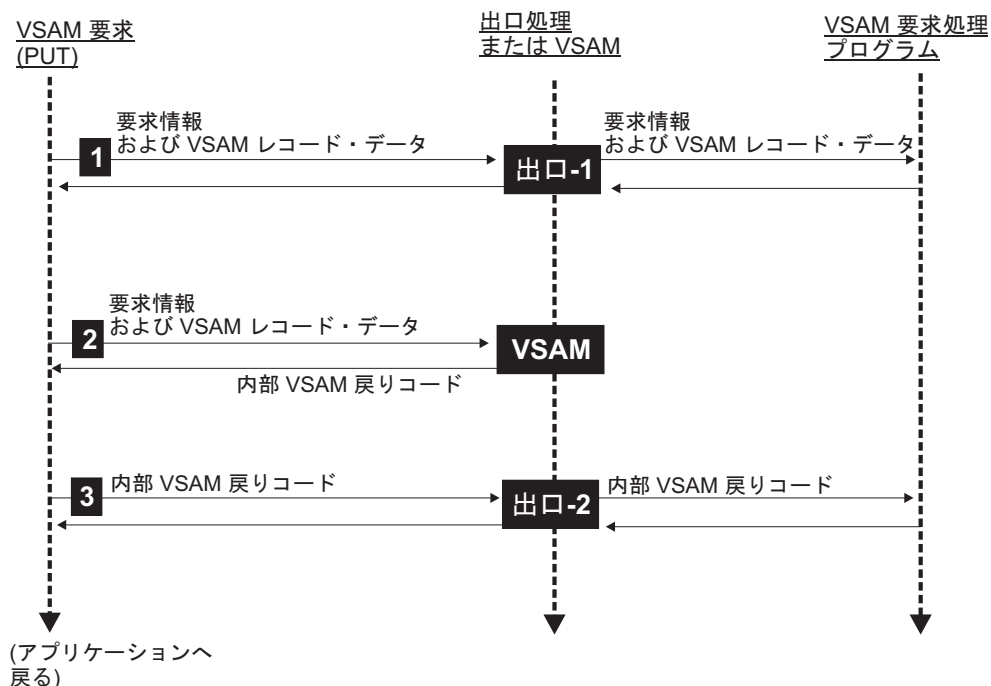 VSAM 要求
(PUT)
出口処理
または VSAM
VSAM 要求処理
プログラム
要求情報
および VSAM レコード・データ
1
出口-1
要求情報
および VSAM レコード・データ
要求情報
および VSAM レコード・データ
2
VSAM
内部 VSAM 戻りコード
3
内部 VSAM 戻りコード
出口-2
内部 VSAM 戻りコード
(アプリケーションへ
戻る)